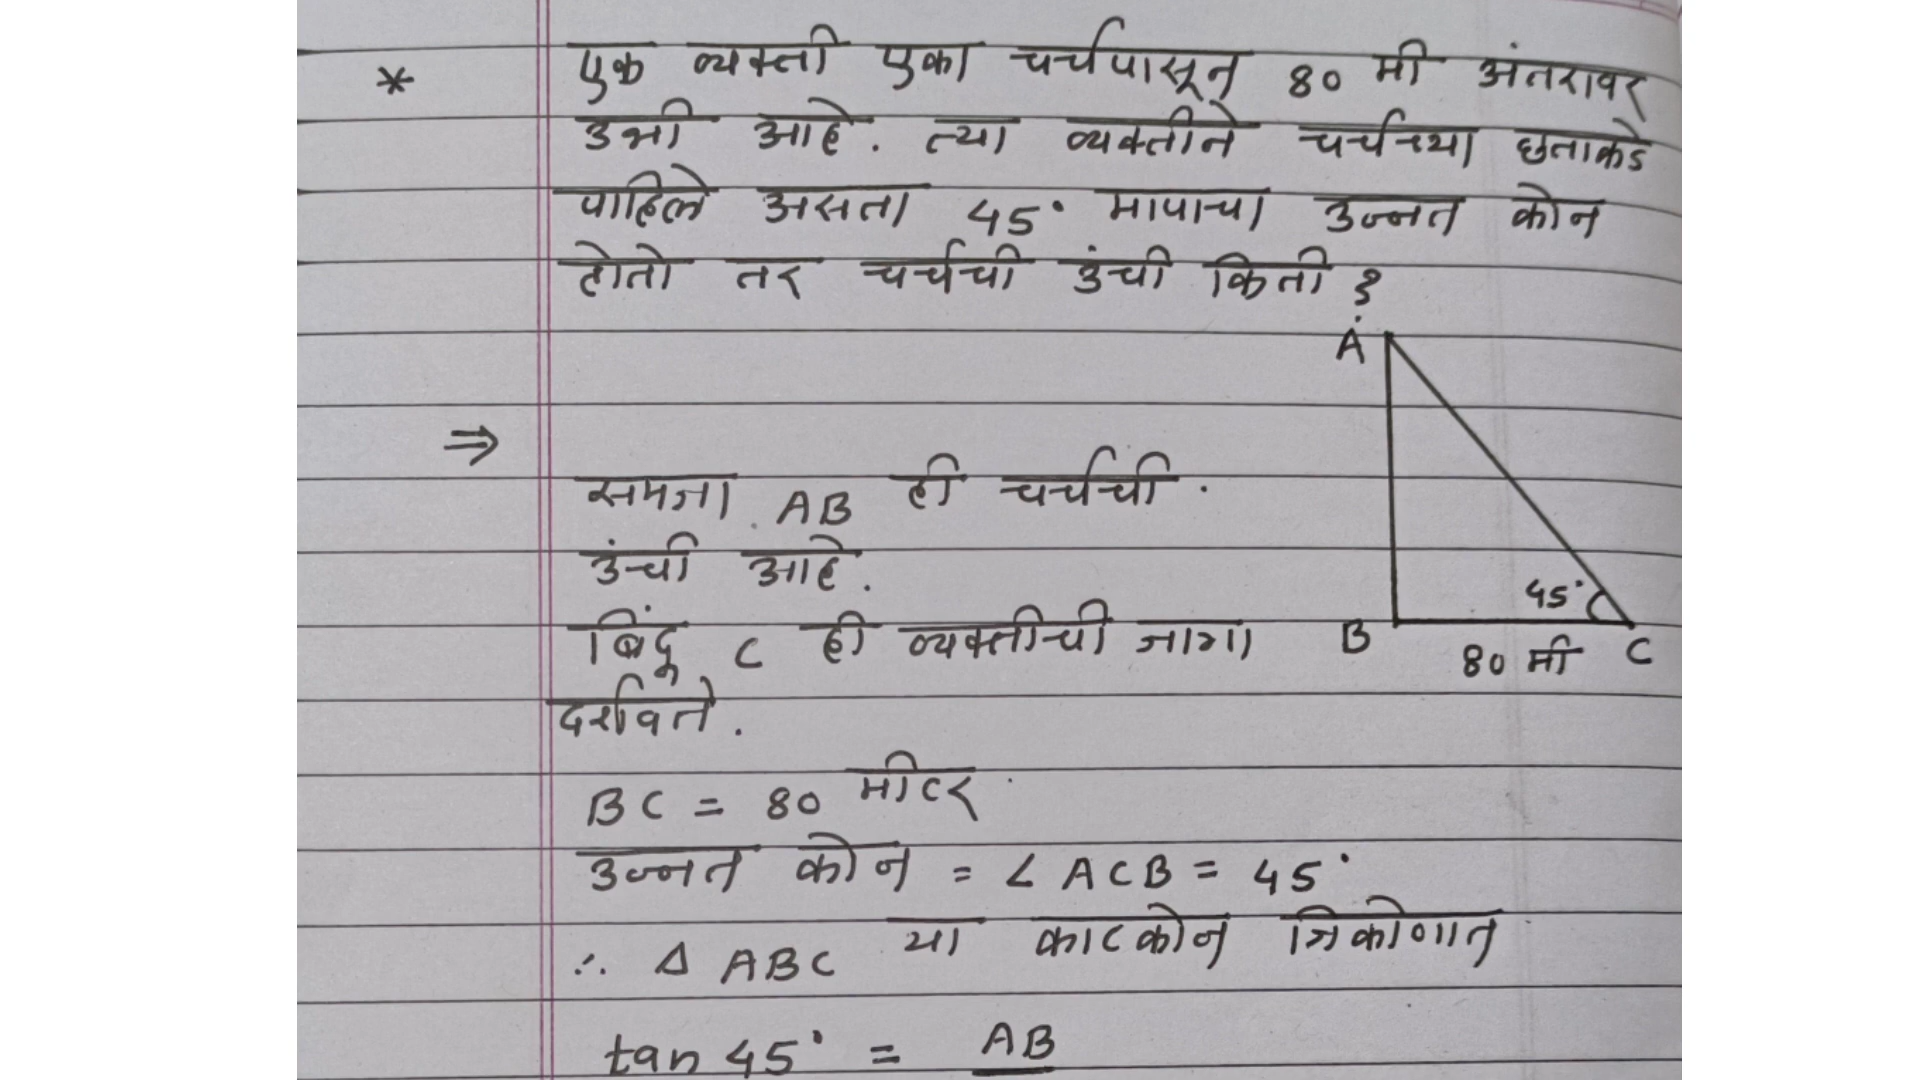 * एक व्यक्ती एका चर्चपासून 80 मी अंतरावर
उभी आहे. त्या व्यक्तीने चर्चच्या छताकडे
पाहिले असता 45° मापाचा उन्नत कोन
होतो तर चर्चची उंची किती ?
A
⇒
समजा AB ही चर्चची
उंची आहे.
45°
बिंदू C ही व्यक्तीची जागा
B 80 मी C
दर्शविते.
BC = 80 मीटर
उन्नत कोन = ∠ ACB = 45°
∴ Δ ABC या काटकोन त्रिकोणात
tan 45° = AB